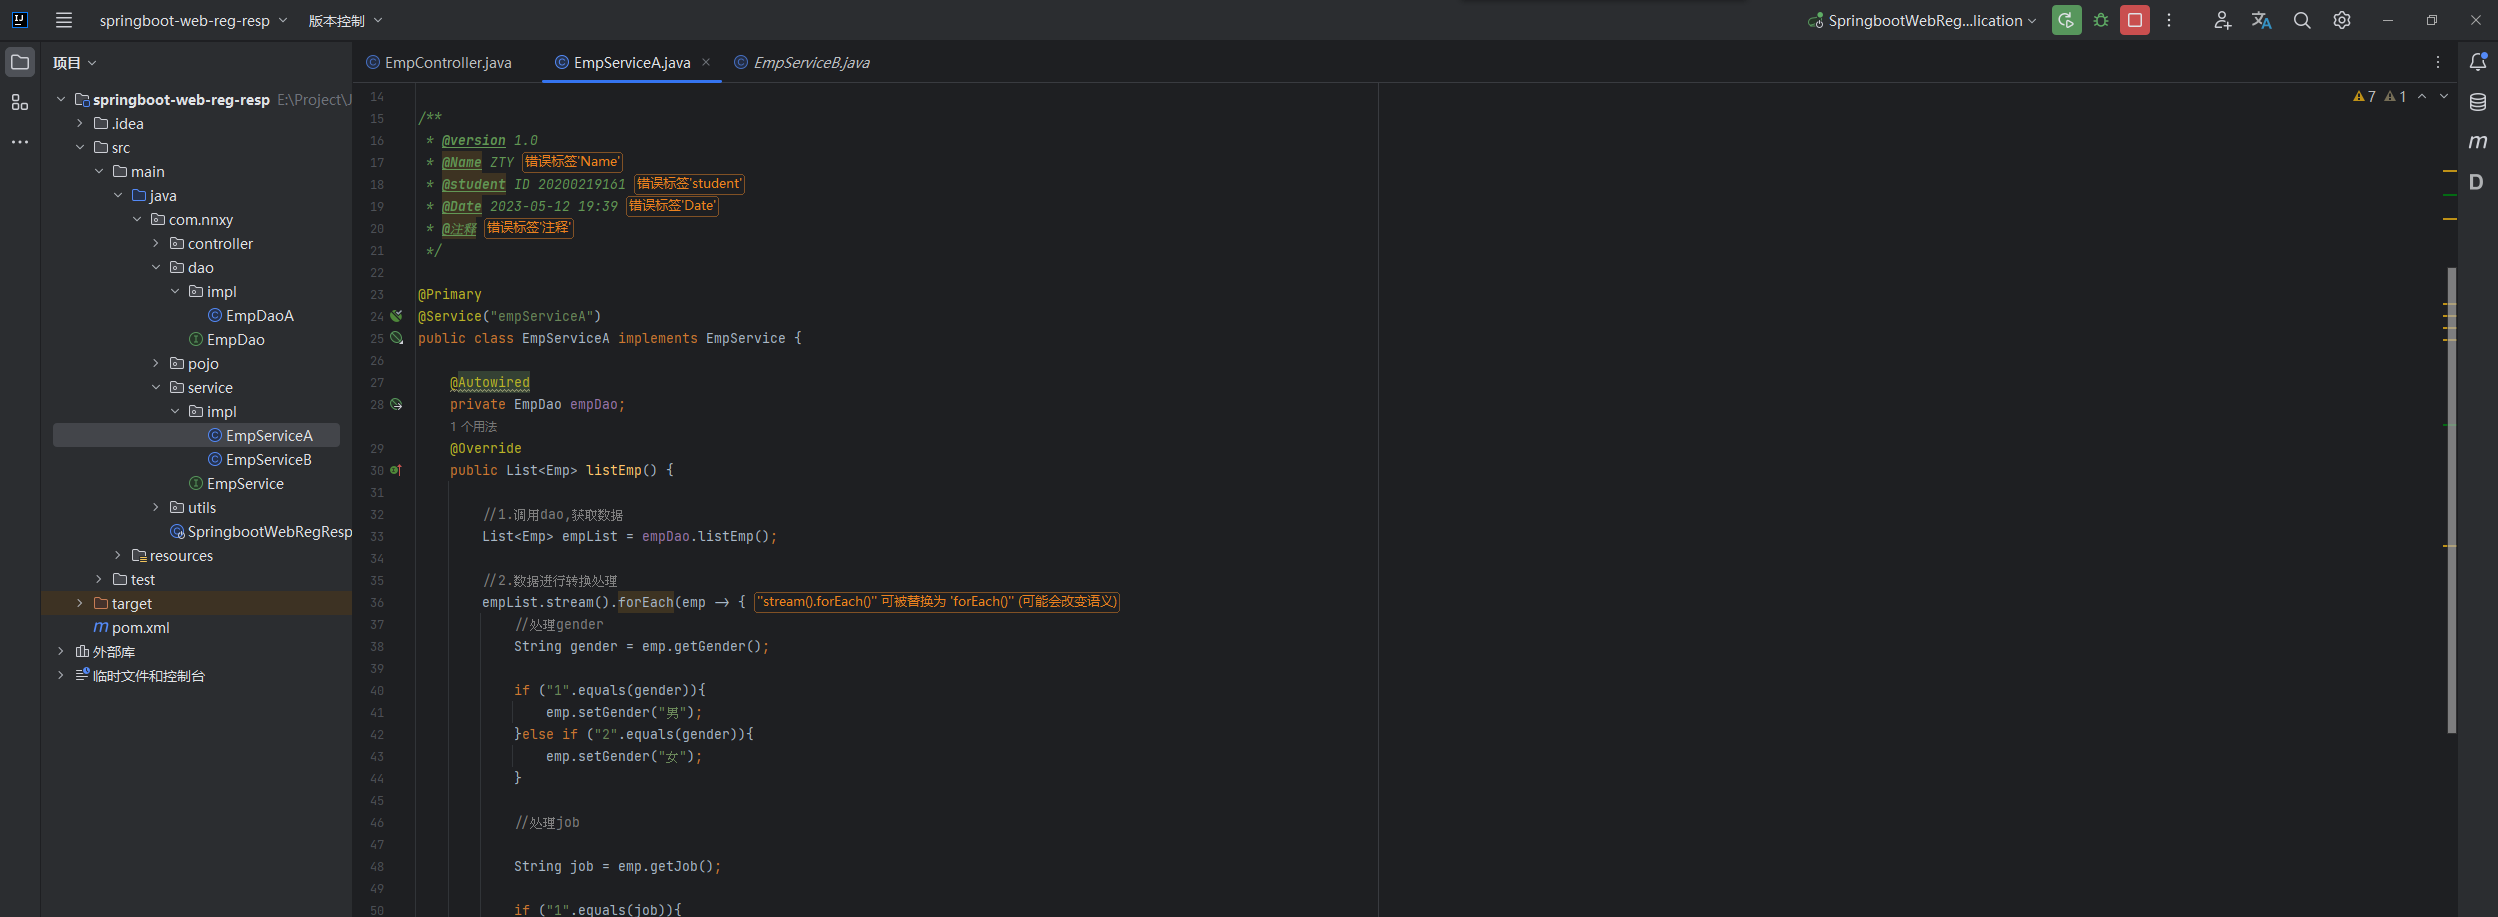 springboot-web-reg-resp 版本控制 SpringbootWebReg...lication
项目
springboot-web-reg-resp E:\Project\J
.idea
src
main
java
com.nnxy
controller
dao
impl
EmpDaoA
EmpDao
pojo
service
impl
EmpServiceA
EmpServiceB
EmpService
utils
SpringbootWebRegResp
resources
test
target
pom.xml
外部库
临时文件和控制台
EmpController.java EmpServiceA.java EmpServiceB.java
7 1
14
15 /**
16 * @version 1.0
17 * @Name ZTY 错误标签'Name'
18 * @student ID 20200219161 错误标签'student'
19 * @Date 2023-05-12 19:39 错误标签'Date'
20 * @注释 错误标签'注释'
21 */
22
23 @Primary
24 @Service("empServiceA")
25 public class EmpServiceA implements EmpService {
26
27 @Autowired
28 private EmpDao empDao;
1 个用法
29 @Override
30 public List<Emp> listEmp() {
31
32 //1.调用dao,获取数据
33 List<Emp> empList = empDao.listEmp();
34
35 //2.数据进行转换处理
36 empList.stream().forEach(emp -> { "stream().forEach()" 可被替换为 'forEach()" (可能会改变语义)
37 //处理gender
38 String gender = emp.getGender();
39
40 if ("1".equals(gender)){
41 emp.setGender("男");
42 }else if ("2".equals(gender)){
43 emp.setGender("女");
44 }
45
46 //处理job
47
48 String job = emp.getJob();
49
50 if ("1".equals(job)){